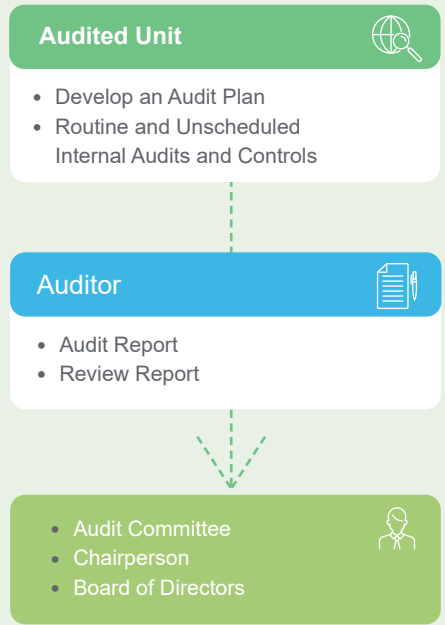 Audited Unit
• Develop an Audit Plan
• Routine and Unscheduled
Internal Audits and Controls
Auditor
• Audit Report
• Review Report
• Audit Committee
• Chairperson
• Board of Directors